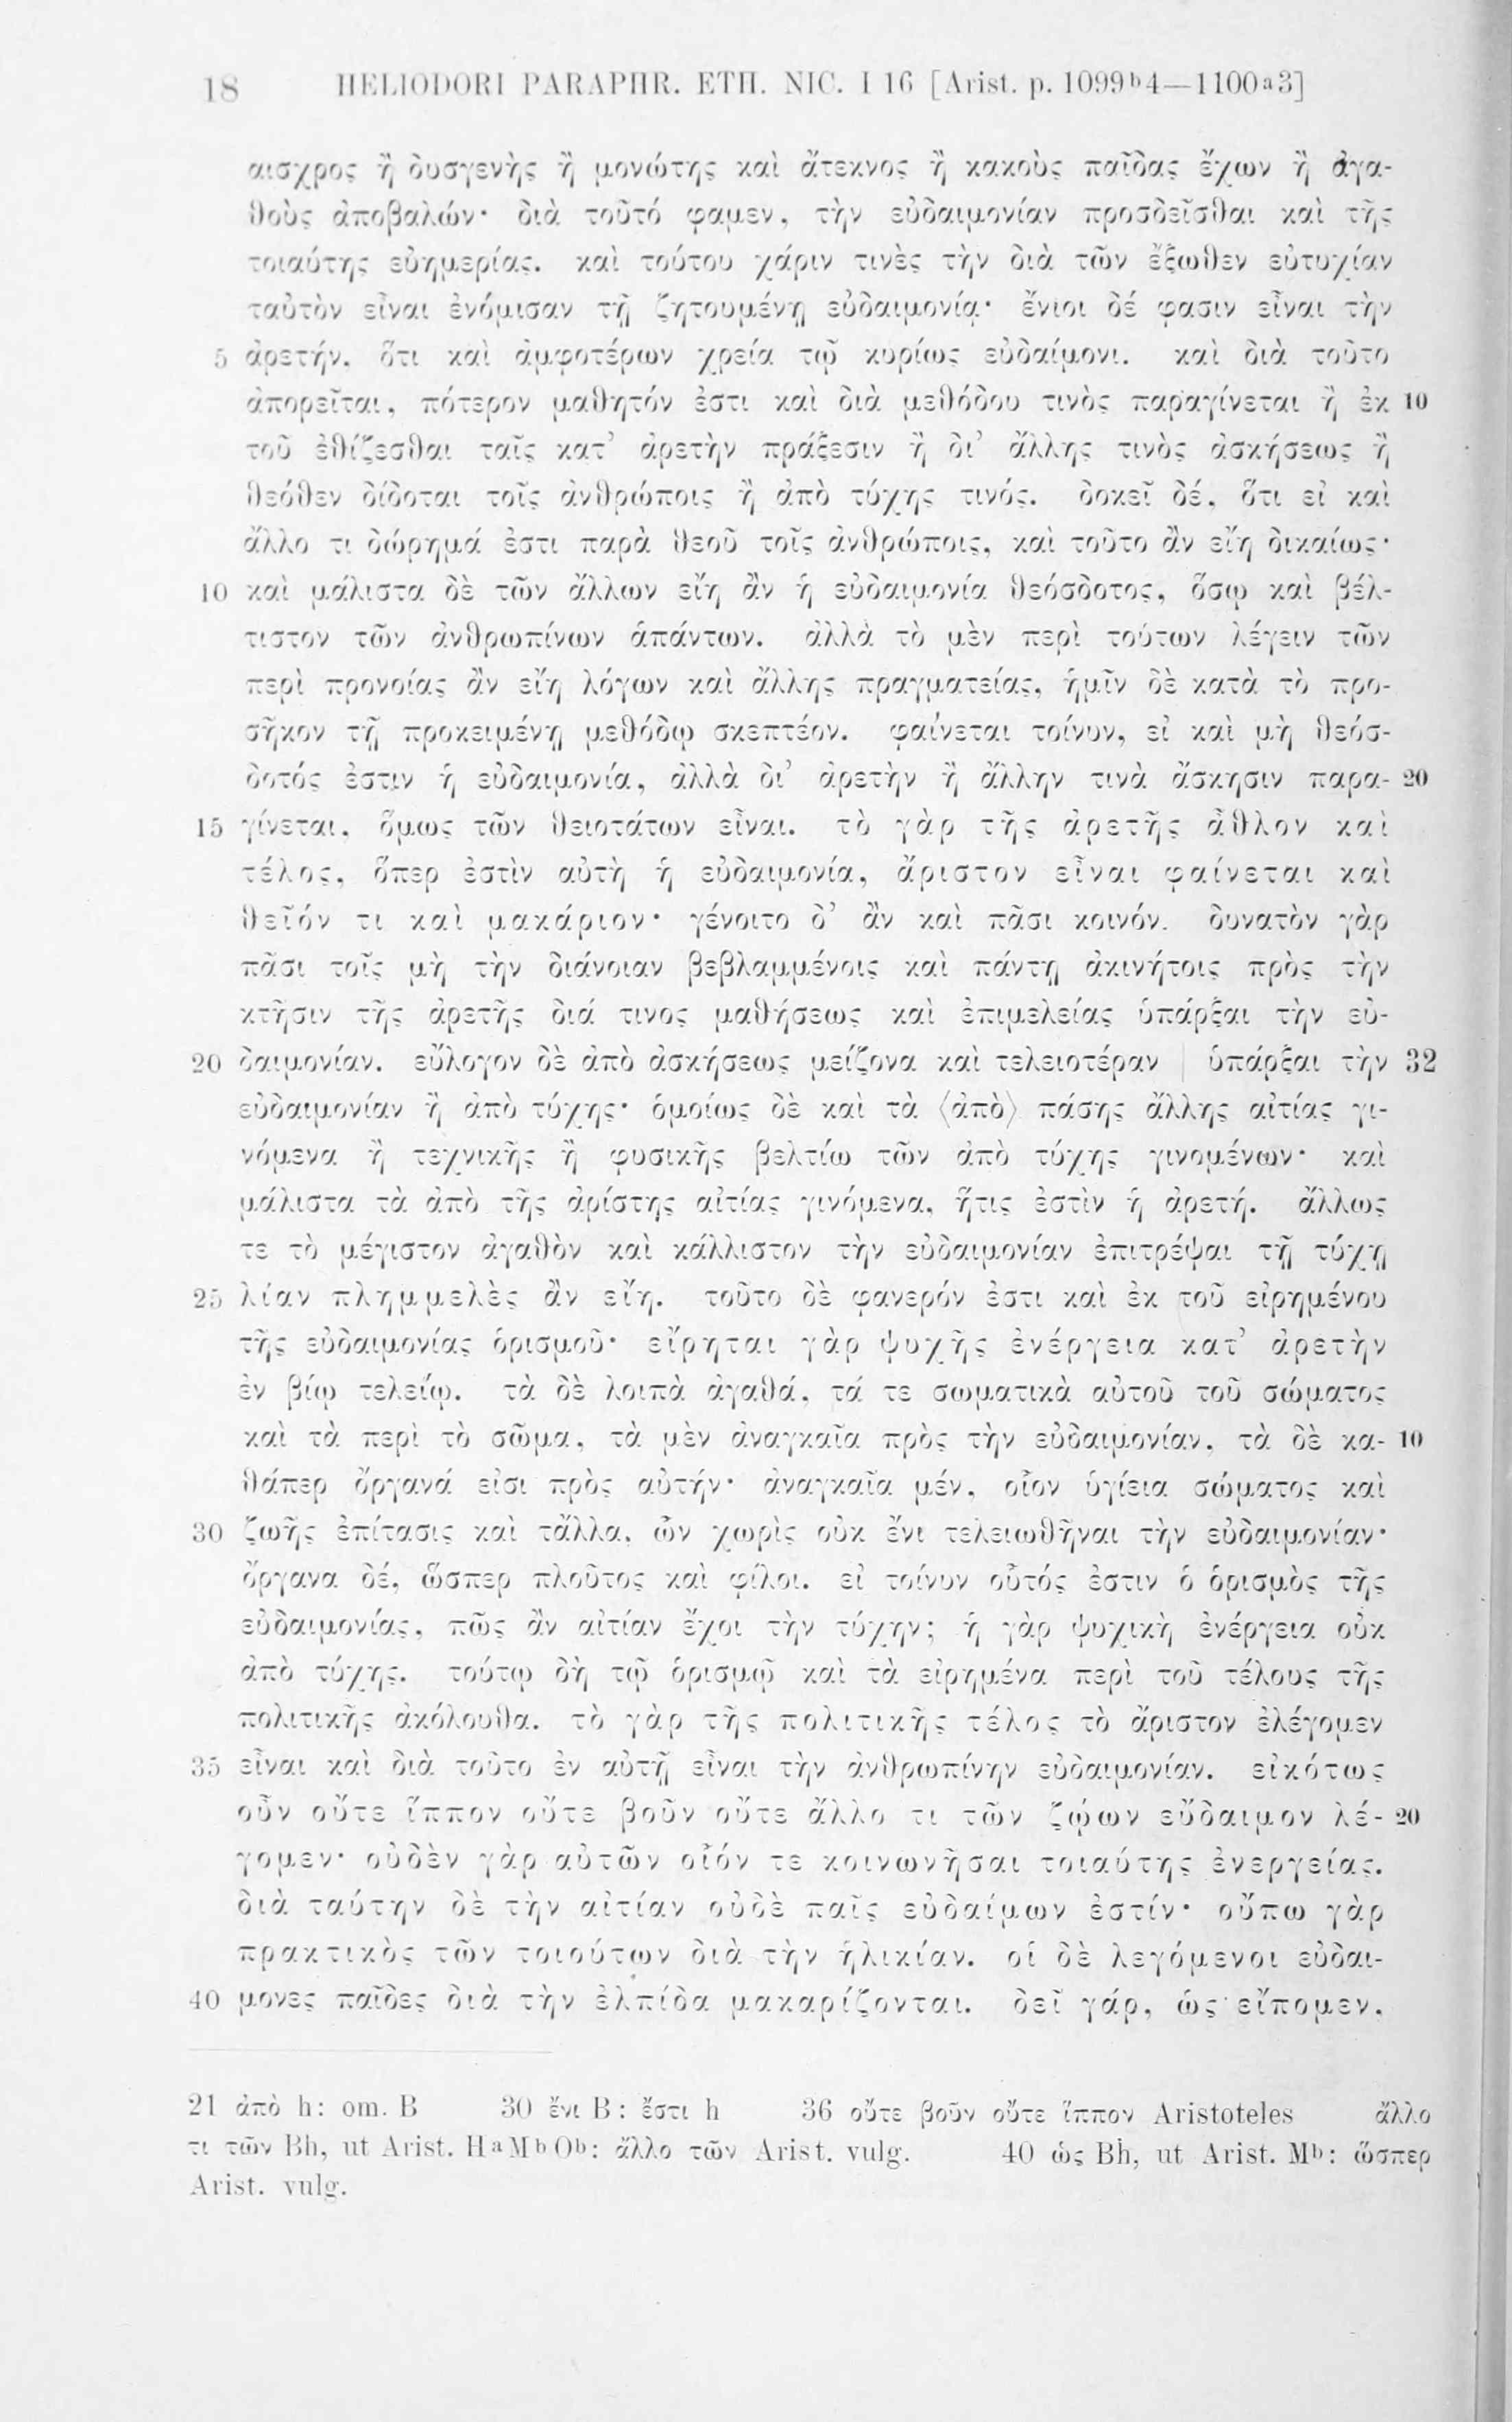 18 HELIODORI PARAPHR. ETH. NIC. I 16 [Arist. p. 1099ᵇ4—1100ᵃ3]
αισχρος ἢ δυσγενὴς ἢ μονώτης καὶ ἄτεκνος ἢ κακοὺς παῖδας ἔχων ἢ ἀγα-
θοὺς ἀποβαλών· διὰ τοῦτό φαμεν, τὴν εὐδαιμονίαν προσδεῖσθαι καὶ τῆς
τοιαύτης εὐημερίας. καὶ τούτου χάριν τινὲς τὴν διὰ τῶν ἔξωθεν εὐτυχίαν
ταὐτὸν εἶναι ἐνόμισαν τῇ ζητουμένῃ εὐδαιμονίᾳ· ἔνιοι δέ φασιν εἶναι τὴν
5 ἀρετήν, ὅτι καὶ ἀμφοτέρων χρεία τῷ κυρίως εὐδαίμονι. καὶ διὰ τοῦτο
ἀπορεῖται, πότερον μαθητόν ἐστι καὶ διὰ μεθόδου τινὸς παραγίνεται ἢ ἐκ 10
τοῦ ἐθίζεσθαι ταῖς κατ’ ἀρετὴν πράξεσιν ἢ δι’ ἄλλης τινὸς ἀσκήσεως ἢ
θεόθεν δίδοται τοῖς ἀνθρώποις ἢ ἀπὸ τύχης τινός. δοκεῖ δέ, ὅτι εἰ καὶ
ἄλλο τι δώρημά ἐστι παρὰ θεοῦ τοῖς ἀνθρώποις, καὶ τοῦτο ἂν εἴη δικαίως·
10 καὶ μάλιστα δὲ τῶν ἄλλων εἴη ἂν ἡ εὐδαιμονία θεόσδοτος, ὅσῳ καὶ βέλ-
τιστον τῶν ἀνθρωπίνων ἁπάντων. ἀλλὰ τὸ μὲν περὶ τούτων λέγειν τῶν
περὶ προνοίας ἂν εἴη λόγων καὶ ἄλλης πραγματείας, ἡμῖν δὲ κατὰ τὸ προ-
σῆκον τῇ προκειμένῃ μεθόδῳ σκεπτέον. φαίνεται τοίνυν, εἰ καὶ μὴ θεόσ-
δοτός ἐστιν ἡ εὐδαιμονία, ἀλλὰ δι’ ἀρετὴν ἢ ἄλλην τινὰ ἄσκησιν παρα- 20
15 γίνεται, ὅμως τῶν θειοτάτων εἶναι. τὸ γὰρ τῆς ἀρετῆς ἆθλον καὶ
τέλος, ὅπερ ἐστὶν αὐτὴ ἡ εὐδαιμονία, ἄριστον εἶναι φαίνεται καὶ
θεῖόν τι καὶ μακάριον· γένοιτο δ’ ἂν καὶ πᾶσι κοινόν. δυνατὸν γὰρ
πᾶσι τοῖς μὴ τὴν διάνοιαν βεβλαμμένοις καὶ πάντῃ ἀκινήτοις πρὸς τὴν
κτῆσιν τῆς ἀρετῆς διά τινος μαθήσεως καὶ ἐπιμελείας ὑπάρξαι τὴν εὐ-
20 δαιμονίαν. εὔλογον δὲ ἀπὸ ἀσκήσεως μείζονα καὶ τελειοτέραν | ὑπάρξαι τὴν 32
εὐδαιμονίαν ἢ ἀπὸ τύχης· ὁμοίως δὲ καὶ τὰ ⟨ἀπὸ⟩ πάσης ἄλλης αἰτίας γι-
νόμενα ἢ τεχνικῆς ἢ φυσικῆς βελτίω τῶν ἀπὸ τύχης γινομένων· καὶ
μάλιστα τὰ ἀπὸ τῆς ἀρίστης αἰτίας γινόμενα, ἥτις ἐστὶν ἡ ἀρετή. ἄλλως
τε τὸ μέγιστον ἀγαθὸν καὶ κάλλιστον τὴν εὐδαιμονίαν ἐπιτρέψαι τῇ τύχῃ
25 λίαν πλημμελὲς ἂν εἴη. τοῦτο δὲ φανερόν ἐστι καὶ ἐκ τοῦ εἰρημένου
τῆς εὐδαιμονίας ὁρισμοῦ· εἴρηται γὰρ ψυχῆς ἐνέργεια κατ’ ἀρετὴν
ἐν βίῳ τελείῳ. τὰ δὲ λοιπὰ ἀγαθά, τά τε σωματικὰ αὐτοῦ τοῦ σώματος
καὶ τὰ περὶ τὸ σῶμα, τὰ μὲν ἀναγκαῖα πρὸς τὴν εὐδαιμονίαν, τὰ δὲ κα- 10
θάπερ ὄργανά εἰσι πρὸς αὐτήν· ἀναγκαῖα μέν, οἷον ὑγίεια σώματος καὶ
30 ζωῆς ἐπίτασις καὶ τἄλλα, ὧν χωρὶς οὐκ ἔνι τελειωθῆναι τὴν εὐδαιμονίαν·
ὄργανα δέ, ὥσπερ πλοῦτος καὶ φίλοι. εἰ τοίνυν οὗτός ἐστιν ὁ ὁρισμὸς τῆς
εὐδαιμονίας, πῶς ἂν αἰτίαν ἔχοι τὴν τύχην; ἡ γὰρ ψυχικὴ ἐνέργεια οὐκ
ἀπὸ τύχης. τούτῳ δὴ τῷ ὁρισμῷ καὶ τὰ εἰρημένα περὶ τοῦ τέλους τῆς
πολιτικῆς ἀκόλουθα. τὸ γὰρ τῆς πολιτικῆς τέλος τὸ ἄριστον ἐλέγομεν
35 εἶναι καὶ διὰ τοῦτο ἐν αὐτῇ εἶναι τὴν ἀνθρωπίνην εὐδαιμονίαν. εἰκότως
οὖν οὔτε ἵππον οὔτε βοῦν οὔτε ἄλλο τι τῶν ζῴων εὔδαιμον λέ- 20
γομεν· οὐδὲν γὰρ αὐτῶν οἷόν τε κοινωνῆσαι τοιαύτης ἐνεργείας.
διὰ ταύτην δὲ τὴν αἰτίαν οὐδὲ παῖς εὐδαίμων ἐστίν· οὔπω γὰρ
πρακτικὸς τῶν τοιούτων διὰ τὴν ἡλικίαν. οἱ δὲ λεγόμενοι εὐδαι-
40 μονες παῖδες διὰ τὴν ἐλπίδα μακαρίζονται. δεῖ γάρ, ὡς εἴπομεν,
21 ἀπὸ h: om. B 30 ἔνι B: ἔστι h 36 οὔτε βοῦν οὔτε ἵππον Aristoteles ἄλλο
τι τῶν Bh, ut Arist. HᵃMᵇOᵇ: ἄλλο τῶν Arist. vulg. 40 ὡς Bh, ut Arist. Mᵇ: ὥσπερ
Arist. vulg.